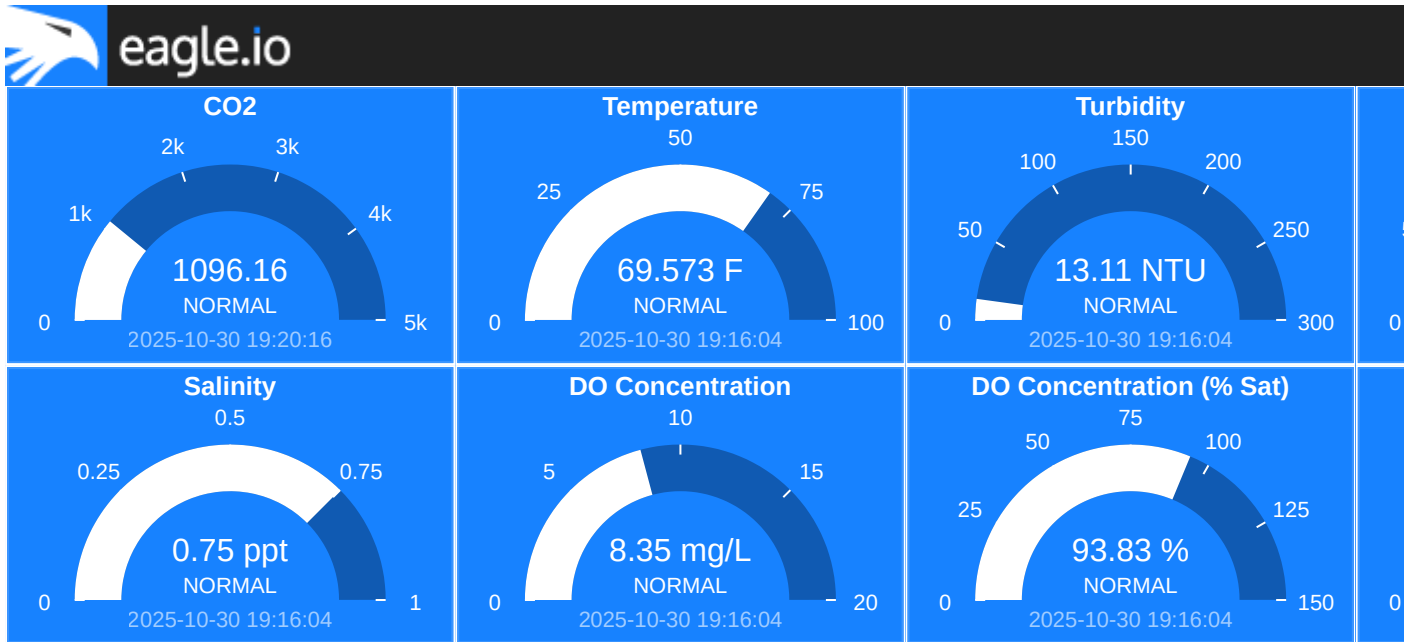 eagle.io
CO2
2k
3k
1k
4k
1096.16
NORMAL
0
5k
2025-10-30 19:20:16
Temperature
50
25
75
69.573 F
NORMAL
0
100
2025-10-30 19:16:04
Turbidity
150
100
200
50
250
13.11 NTU
NORMAL
0
300
2025-10-30 19:16:04
0
Salinity
0.5
0.25
0.75
0.75 ppt
NORMAL
0
1
2025-10-30 19:16:04
DO Concentration
10
5
15
8.35 mg/L
NORMAL
0
20
2025-10-30 19:16:04
DO Concentration (% Sat)
75
50
100
25
125
93.83 %
NORMAL
0
150
2025-10-30 19:16:04
0